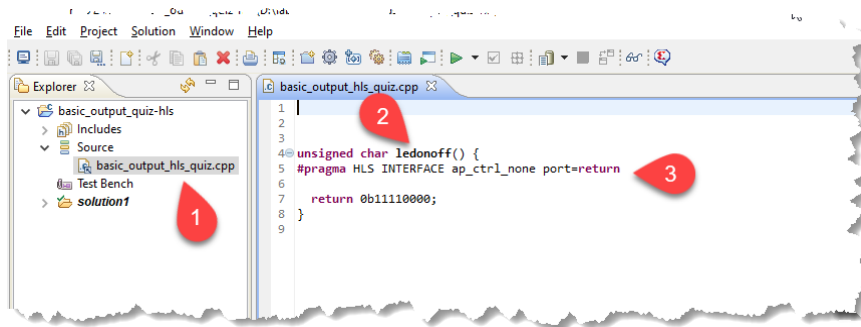 File Edit Project Solution Window Help
Explorer
basic_output_quiz-hls
Includes
Source
basic_output_hls_quiz.cpp
Test Bench
solution1
1
basic_output_hls_quiz.cpp
1
2
2
3
4 unsigned char ledonoff() {
5 #pragma HLS INTERFACE ap_ctrl_none port=return
3
6
7 return 0b11110000;
8 }
9